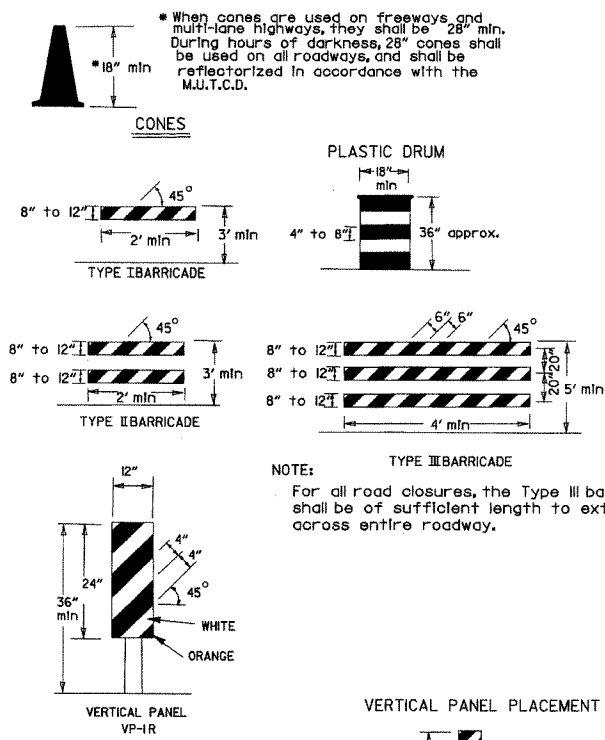 * When cones are used on freeways and
multi-lane highways, they shall be 28" min.
During hours of darkness, 28" cones shall
be used on all roadways, and shall be
reflectorized in accordance with the
M.U.T.C.D.
*18" min
CONES
PLASTIC DRUM
18"
min
4" to 8"
36" approx.
45°
8" to 12"
2' min
3' min
TYPE I BARRICADE
45°
8" to 12"
8" to 12"
2' min
3' min
TYPE II BARRICADE
6" 6"
45°
8" to 12"
8" to 12"
8" to 12"
20"
20"
5' min
4' min
TYPE III BARRICADE
NOTE:
For all road closures, the Type III ba
shall be of sufficient length to ext
across entire roadway.
12"
4"
4"
24"
45°
36"
min
WHITE
ORANGE
VERTICAL PANEL
VP-1R
VERTICAL PANEL PLACEMENT